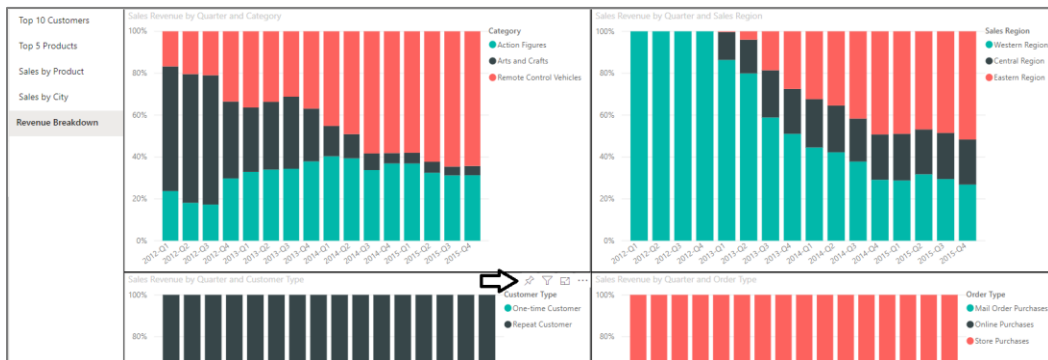 Top 10 Customers
Top 5 Products
Sales by Product
Sales by City
Revenue Breakdown
Sales Revenue by Quarter and Category
100%
80%
60%
40%
20%
0%
2012-Q1
2012-Q2
2012-Q3
2012-Q4
2013-Q1
2013-Q2
2013-Q3
2013-Q4
2014-Q1
2014-Q2
2014-Q3
2014-Q4
2015-Q1
2015-Q2
2015-Q3
2015-Q4
Category
Action Figures
Arts and Crafts
Remote Control Vehicles
Sales Revenue by Quarter and Sales Region
100%
80%
60%
40%
20%
0%
2012-Q1
2012-Q2
2012-Q3
2012-Q4
2013-Q1
2013-Q2
2013-Q3
2013-Q4
2014-Q1
2014-Q2
2014-Q3
2014-Q4
2015-Q1
2015-Q2
2015-Q3
2015-Q4
Sales Region
Western Region
Central Region
Eastern Region
Sales Revenue by Quarter and Customer Type
100%
80%
Customer Type
One-time Customer
Repeat Customer
Sales Revenue by Quarter and Order Type
100%
80%
Order Type
Mail Order Purchases
Online Purchases
Store Purchases